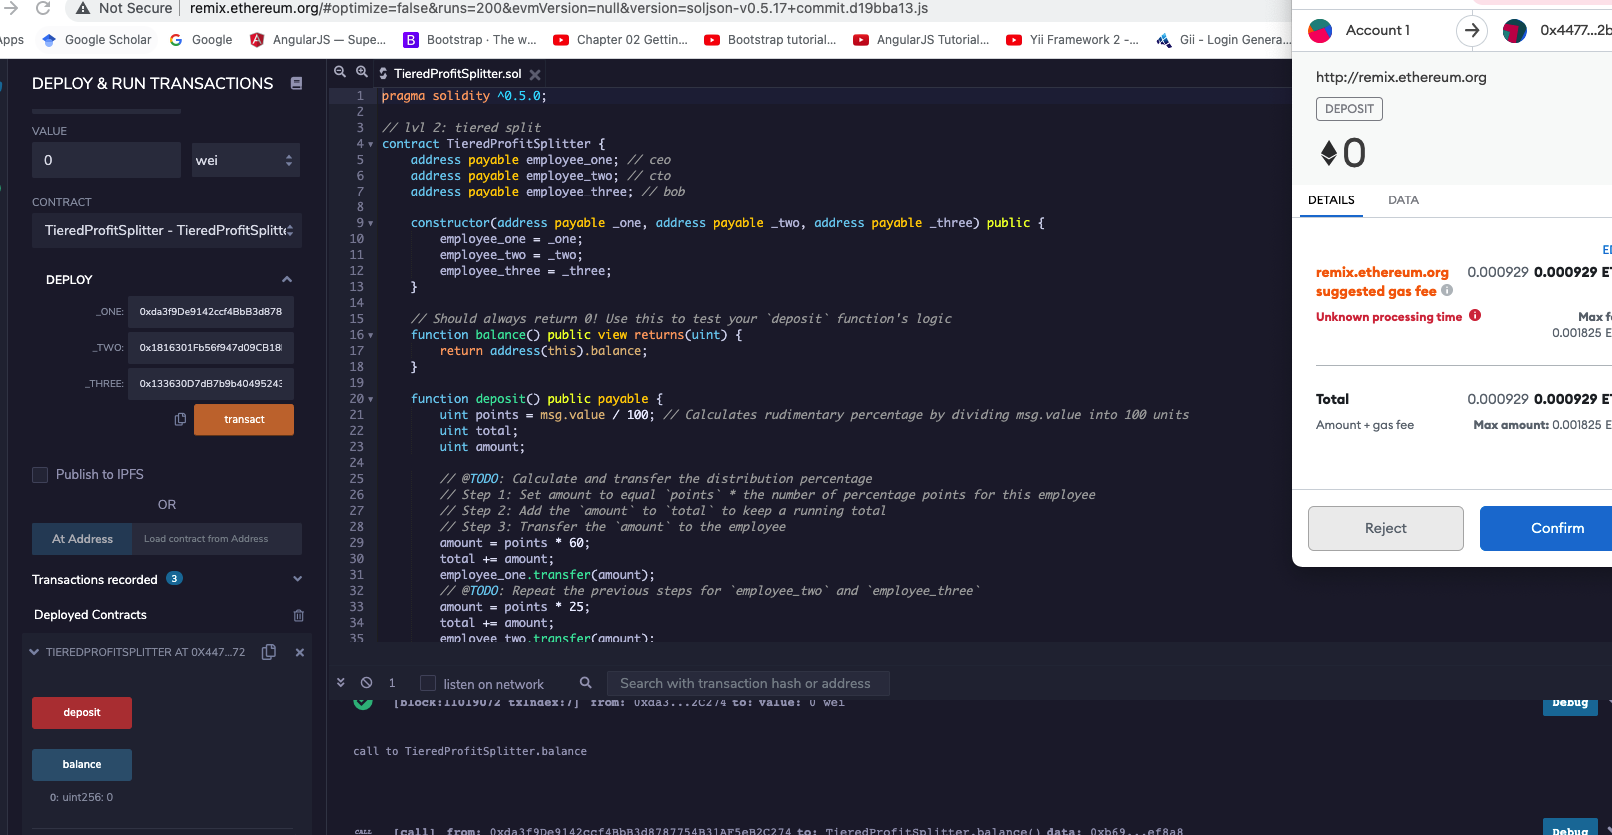 Not Secure | remix.ethereum.org/#optimize=false&runs=200&evmVersion=null&version=soljson-v0.5.17+commit.d19bba13.js
Apps Google Scholar Google AngularJS — Supe... Bootstrap · The w... Chapter 02 Gettin... Bootstrap tutorial... AngularJS Tutorial... Yii Framework 2 -... Gii - Login Genera...
DEPLOY & RUN TRANSACTIONS
VALUE
0 wei
CONTRACT
TieredProfitSplitter - TieredProfitSplitte
DEPLOY
_ONE: 0xda3f9De9142ccf4BbB3d878
_TWO: 0x1816301Fb56f947d09CB18
_THREE: 0x133630D7dB7b9b40495243
transact
Publish to IPFS
OR
At Address Load contract from Address
Transactions recorded 3
Deployed Contracts
TIEREDPROFITSPLITTER AT 0X447...72
deposit
balance
0: uint256: 0
TieredProfitSplitter.sol
1 pragma solidity ^0.5.0;
2
3 // lvl 2: tiered split
4 contract TieredProfitSplitter {
5 address payable employee_one; // ceo
6 address payable employee_two; // cto
7 address payable employee_three; // bob
8
9 constructor(address payable _one, address payable _two, address payable _three) public {
10 employee_one = _one;
11 employee_two = _two;
12 employee_three = _three;
13 }
14
15 // Should always return 0! Use this to test your `deposit` function's logic
16 function balance() public view returns(uint) {
17 return address(this).balance;
18 }
19
20 function deposit() public payable {
21 uint points = msg.value / 100; // Calculates rudimentary percentage by dividing msg.value into 100 units
22 uint total;
23 uint amount;
24
25 // @TODO: Calculate and transfer the distribution percentage
26 // Step 1: Set amount to equal `points` * the number of percentage points for this employee
27 // Step 2: Add the `amount` to `total` to keep a running total
28 // Step 3: Transfer the `amount` to the employee
29 amount = points * 60;
30 total += amount;
31 employee_one.transfer(amount);
32 // @TODO: Repeat the previous steps for `employee_two` and `employee_three`
33 amount = points * 25;
34 total += amount;
35 employee_two.transfer(amount);
1 listen on network Search with transaction hash or address
[block:11019072 txIndex:7] from: 0xda3...2C274 to: value: 0 wei Debug
call to TieredProfitSplitter.balance
CALL [call] from: 0xda3f9De9142ccf4BbB3d8787754B31AF5eB2C274 to: TieredProfitSplitter.balance() data: 0xb69...ef8a8 Debug
Account 1 0x4477...2b
http://remix.ethereum.org
DEPOSIT
0
DETAILS DATA
remix.ethereum.org 0.000929 0.000929 ET
suggested gas fee
Unknown processing time Max fe
0.001825 E
Total 0.000929 0.000929 ET
Amount + gas fee Max amount: 0.001825 E
Reject Confirm